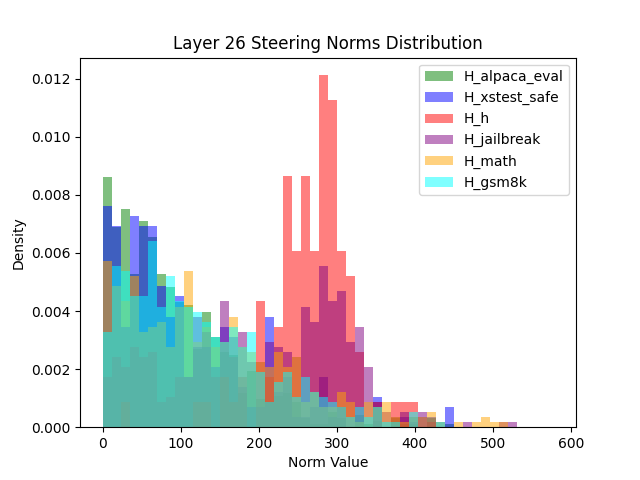 Layer 26 Steering Norms Distribution
H_alpaca_eval
H_xstest_safe
H_h
H_jailbreak
H_math
H_gsm8k
Density
0.012
0.010
0.008
0.006
0.004
0.002
0.000
0 100 200 300 400 500 600
Norm Value